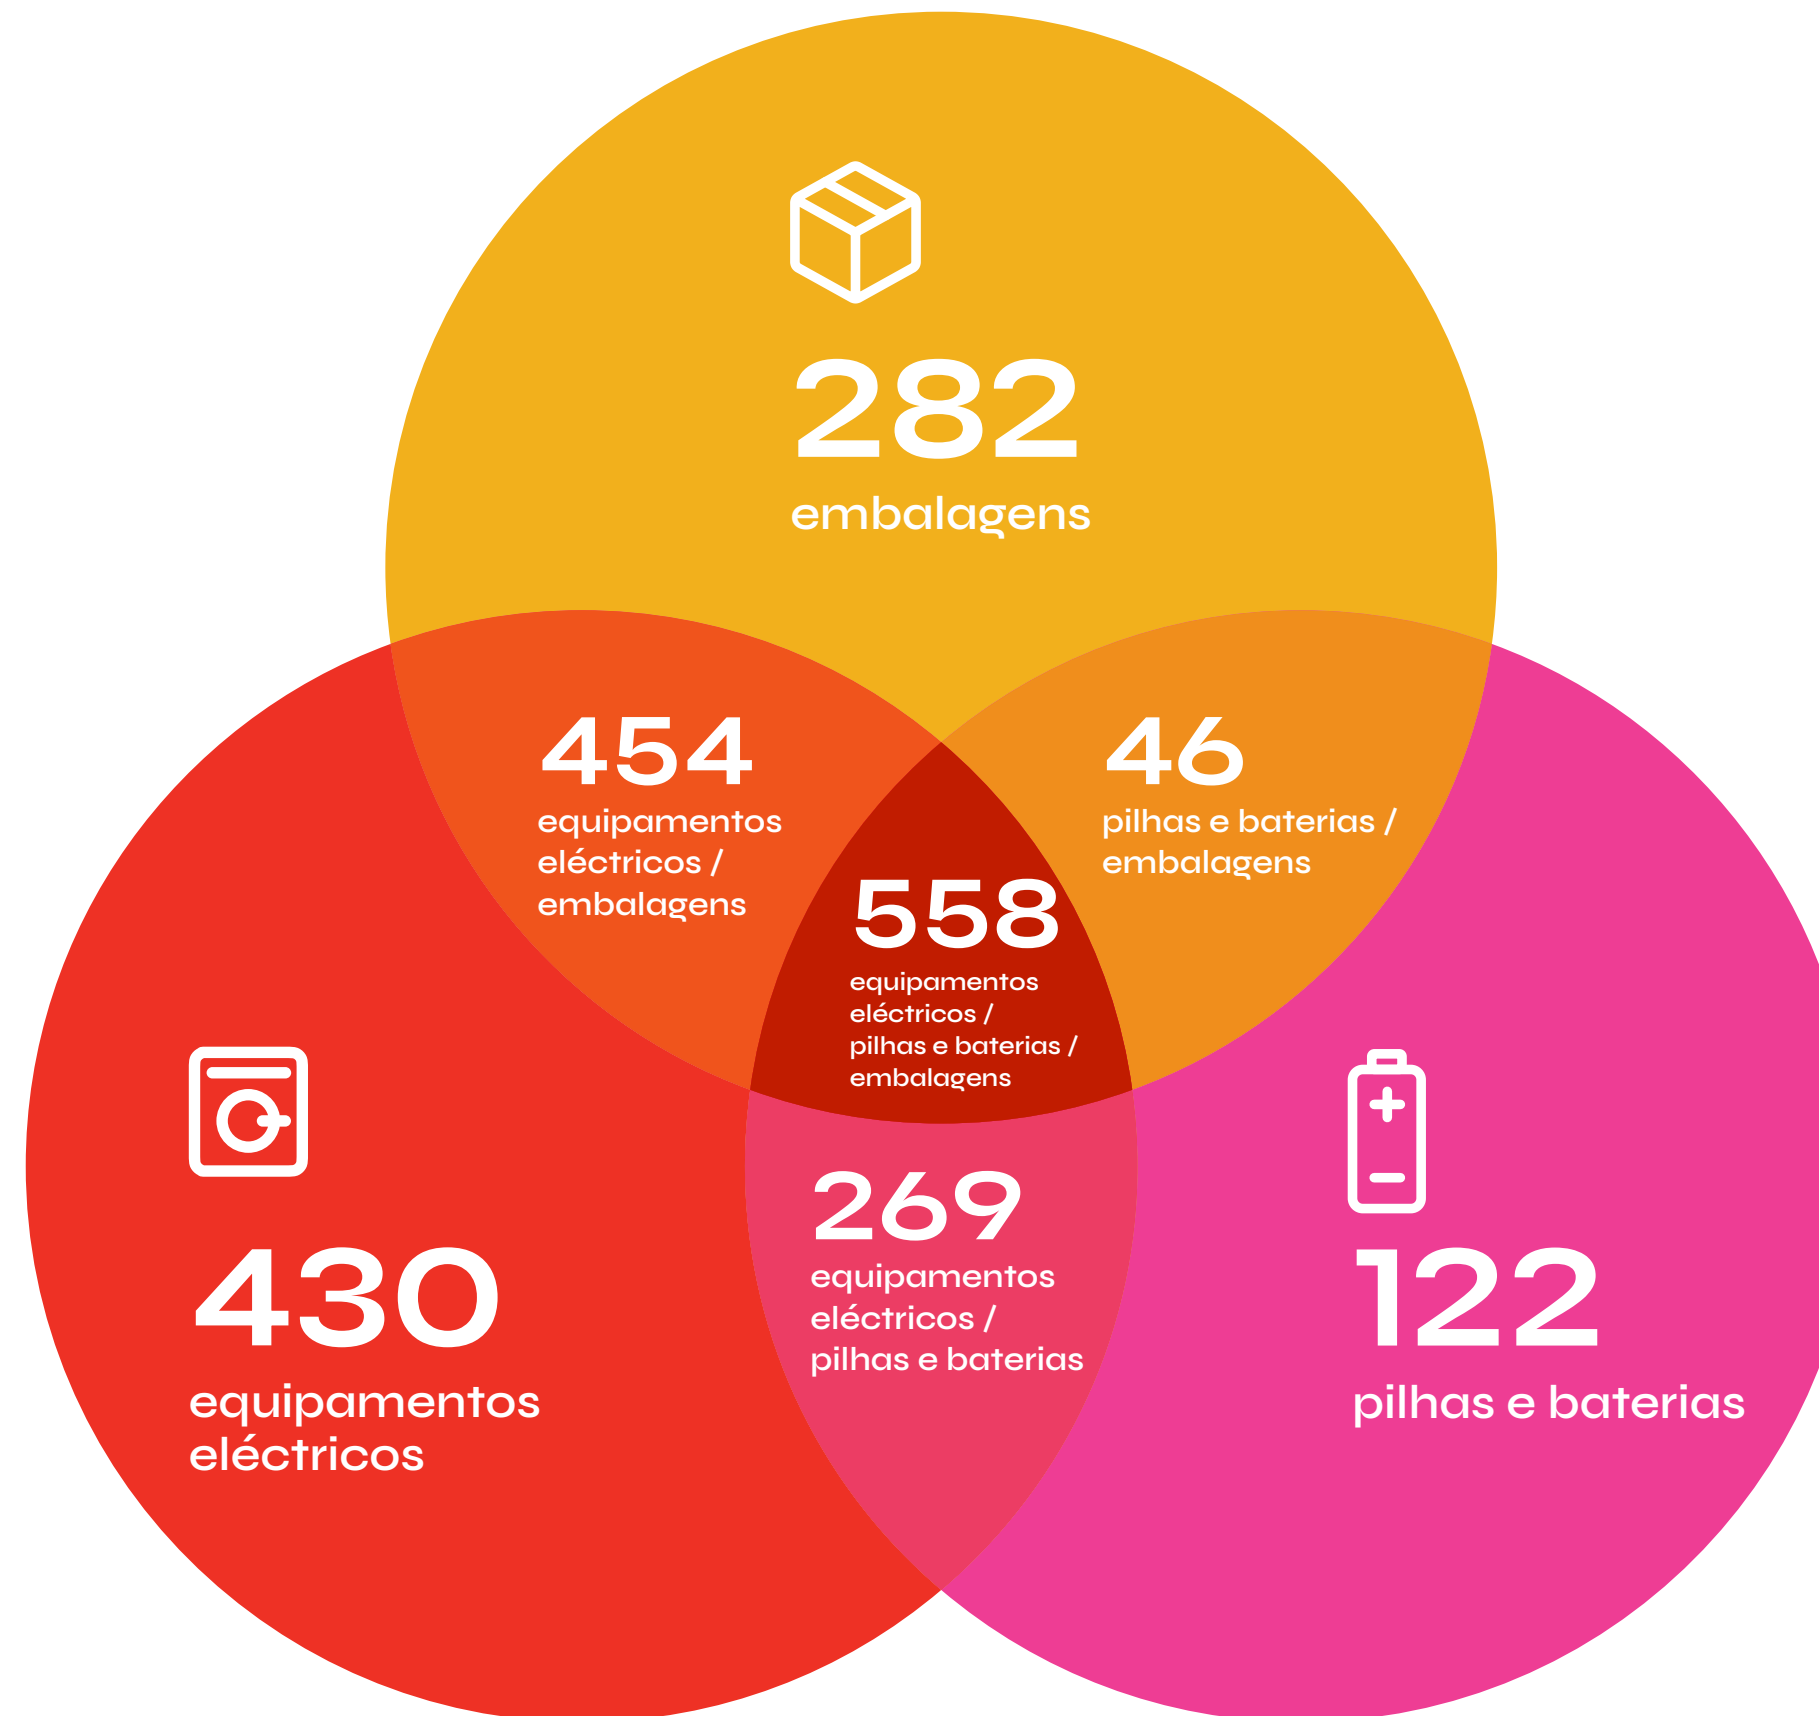 282
embalagens
454
equipamentos
eléctricos /
embalagens
46
pilhas e baterias /
embalagens
558
equipamentos
eléctricos /
pilhas e baterias /
embalagens
269
equipamentos
eléctricos /
pilhas e baterias
430
equipamentos
eléctricos
122
pilhas e baterias